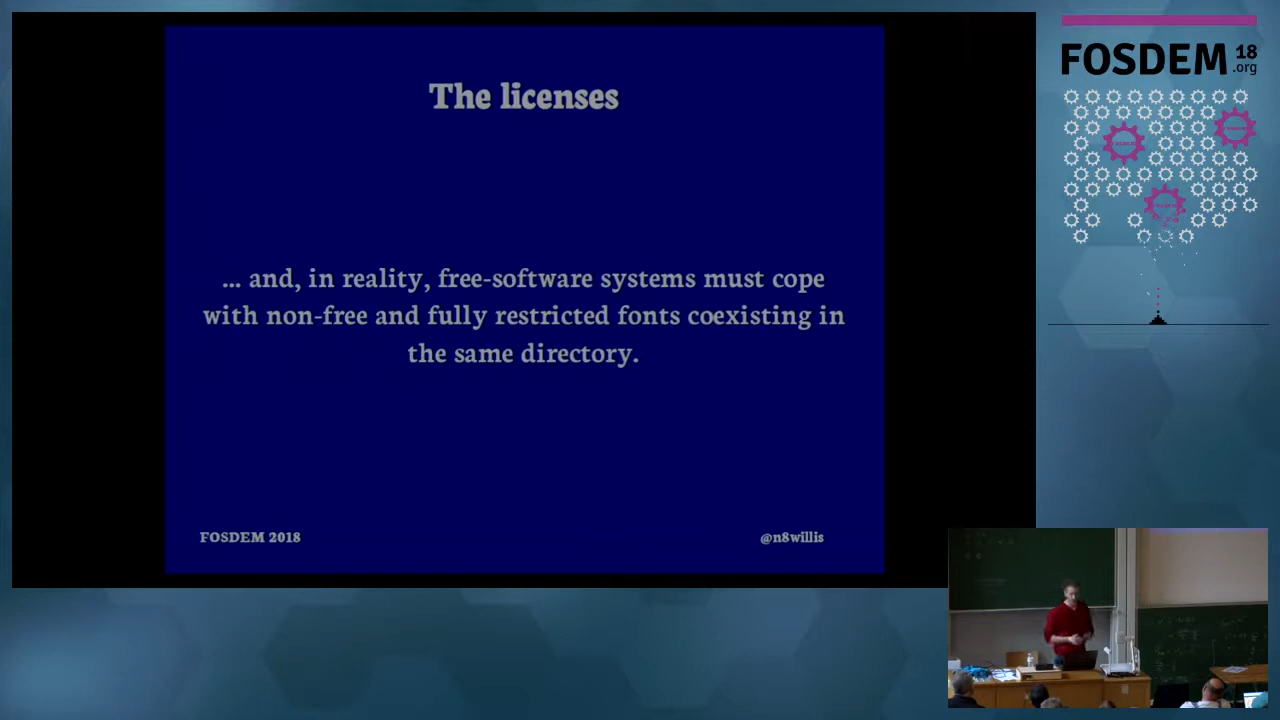 The licenses
... and, in reality, free-software systems must cope
with non-free and fully restricted fonts coexisting in
the same directory.
FOSDEM 2018
@n8willis
FOSDEM 18
.org